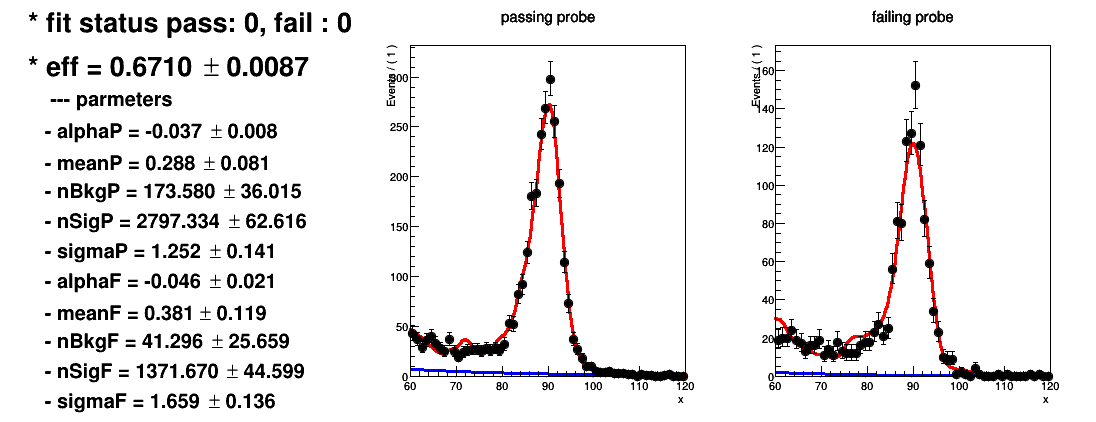 * fit status pass: 0, fail : 0
* eff = 0.6710 ± 0.0087
--- parmeters
- alphaP = -0.037 ± 0.008
- meanP = 0.288 ± 0.081
- nBkgP = 173.580 ± 36.015
- nSigP = 2797.334 ± 62.616
- sigmaP = 1.252 ± 0.141
- alphaF = -0.046 ± 0.021
- meanF = 0.381 ± 0.119
- nBkgF = 41.296 ± 25.659
- nSigF = 1371.670 ± 44.599
- sigmaF = 1.659 ± 0.136
passing probe
Events / ( 1 )
300
250
200
150
100
50
0
60 70 80 90 100 110 120
x
failing probe
Events / ( 1 )
160
140
120
100
80
60
40
20
0
60 70 80 90 100 110 120
x